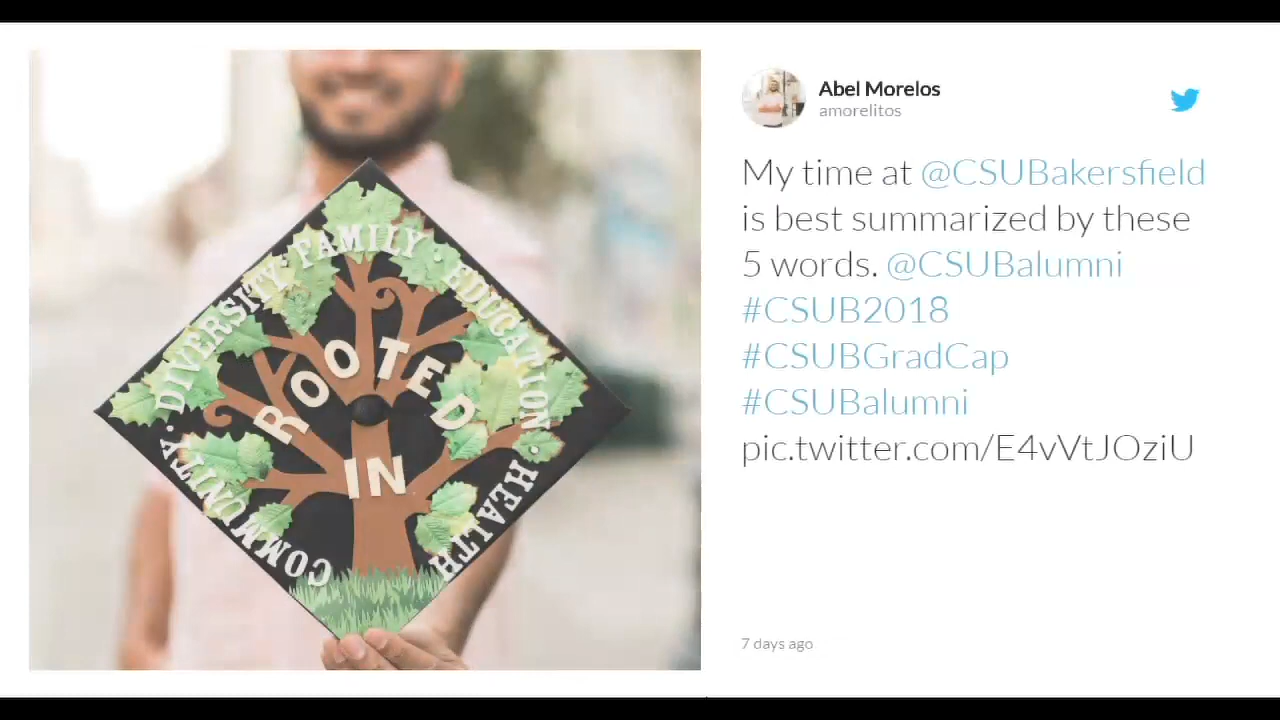 COMMUNITY · DIVERSITY · FAMILY · EDUCATION · HEALTH
ROOTED
IN
Abel Morelos
amorelitos
My time at @CSUBakersfield
is best summarized by these
5 words. @CSUBalumni
#CSUB2018
#CSUBGradCap
#CSUBalumni
pic.twitter.com/E4vVtJOziU
7 days ago